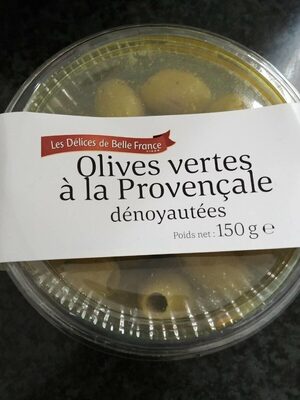 Les Délices de Belle France
Olives vertes
à la Provençale
dénoyautées
Poids net : 150 g e